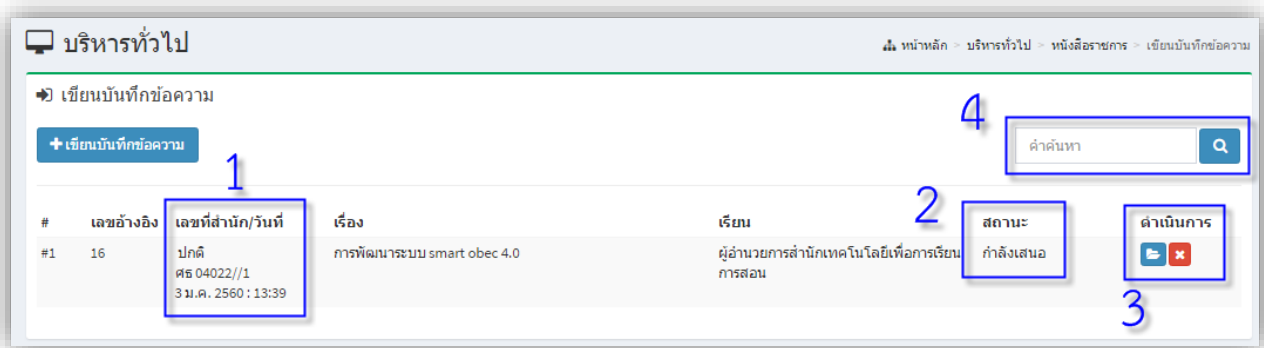 บริหารทั่วไป
หน้าหลัก > บริหารทั่วไป > หนังสือราชการ > เขียนบันทึกข้อความ
เขียนบันทึกข้อความ
4
+ เขียนบันทึกข้อความ
คำค้นหา
1
2
# เลขอ้างอิง เลขที่สำนัก/วันที่ เรื่อง เรียน สถานะ ดำเนินการ
#1 16 ปกติ การพัฒนาระบบ smart obec 4.0 ผู้อำนวยการสำนักเทคโนโลยีเพื่อการเรียน กำลังเสนอ
ศธ 04022//1 การสอน
3 ม.ค. 2560 : 13:39
3